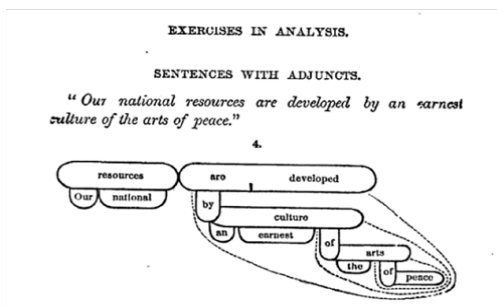 EXERCISES IN ANALYSIS.
SENTENCES WITH ADJUNCTS.
"Our national resources are developed by an earnest
culture of the arts of peace."
4.
resources are developed
Our national
by
culture
an earnest of
arts
the of
peace